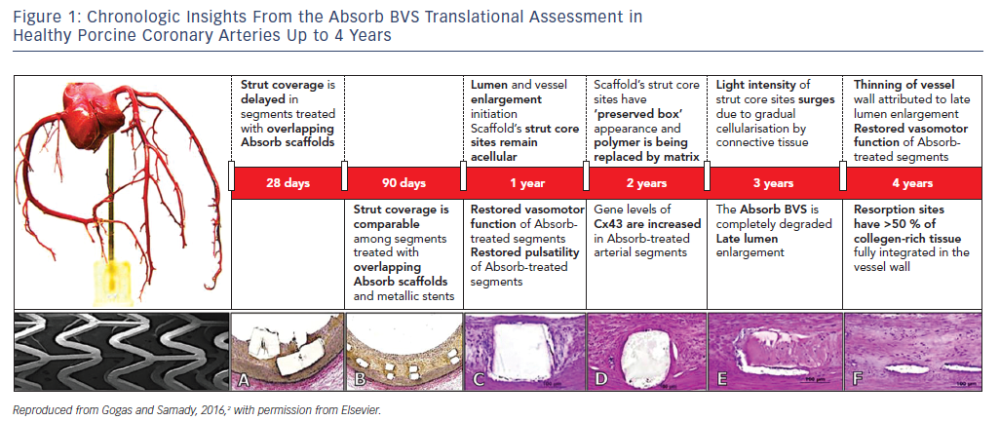 Figure 1: Chronologic Insights From the Absorb BVS Translational Assessment in
Healthy Porcine Coronary Arteries Up to 4 Years
Strut coverage is
delayed in
segments treated
with overlapping
Absorb scaffolds
Lumen and vessel
enlargement
initiation
Scaffold's strut core
sites remain
acellular
Scaffold's strut core
sites have
'preserved box'
appearance and
polymer is being
replaced by matrix
Light intensity of
strut core sites surges
due to gradual
cellularisation by
connective tissue
Thinning of vessel
wall attributed to late
lumen enlargement
Restored vasomotor
function of Absorb-
treated segments
28 days
90 days
1 year
2 years
3 years
4 years
Strut coverage is
comparable
among segments
treated with
overlapping
Absorb scaffolds
and metallic stents
Restored vasomotor
function of Absorb-
treated segments
Restored pulsatility
of Absorb-treated
segments
Gene levels of
Cx43 are increased
in Absorb-treated
arterial segments
The Absorb BVS is
completely degraded
Late lumen
enlargement
Resorption sites
have >50 % of
collegen-rich tissue
fully integrated in the
vessel wall
A
B
C
D
E
F
Reproduced from Gogas and Samady, 2016,² with permission from Elsevier.